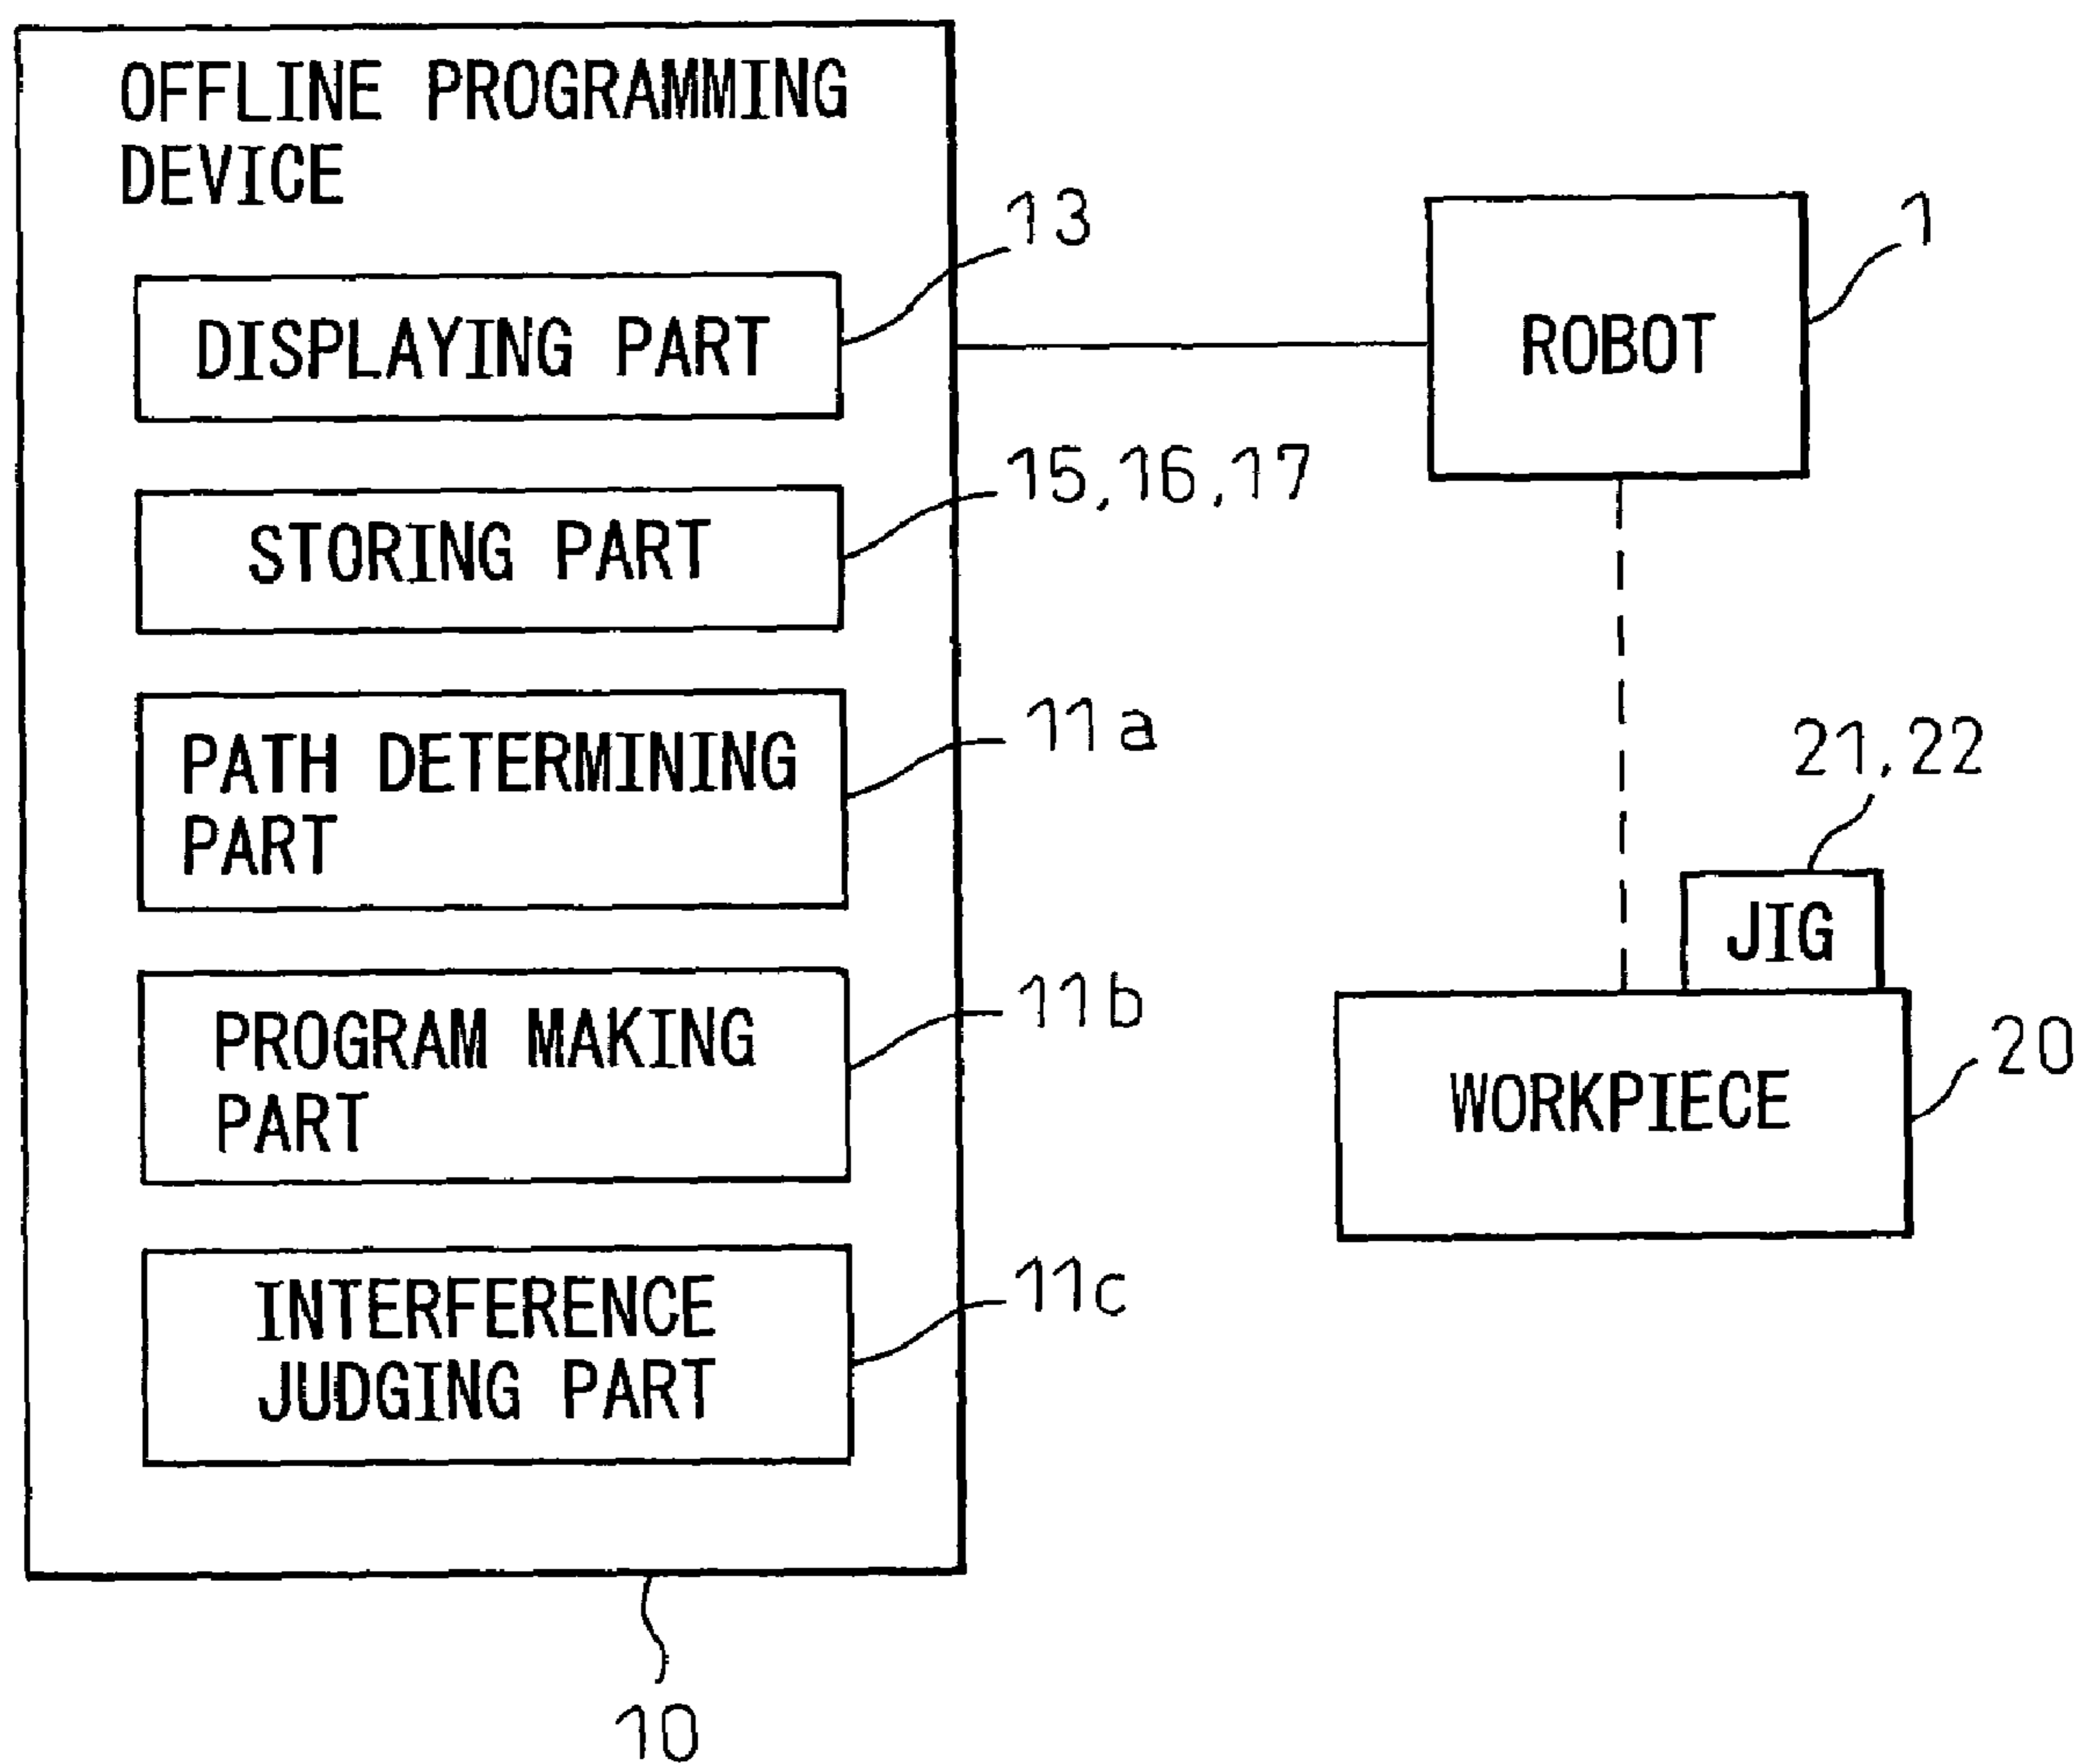 OFFLINE PROGRAMMING
DEVICE
13
DISPLAYING PART
15,16,17
STORING PART
11a
PATH DETERMINING
PART
11b
PROGRAM MAKING
PART
11c
INTERFERENCE
JUDGING PART
10
1
ROBOT
21,22
JIG
20
WORKPIECE